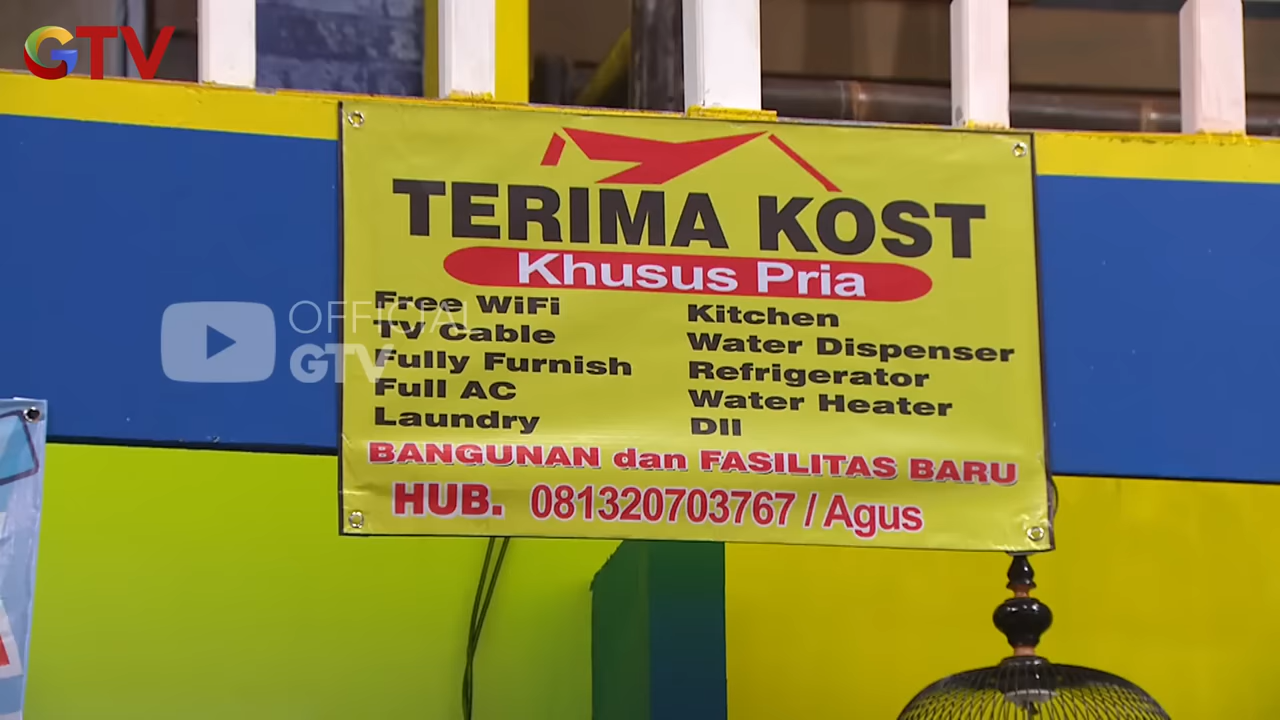 GTV
TERIMA KOST
Khusus Pria
Free WiFi
TV Cable
Fully Furnish
Full AC
Laundry
Kitchen
Water Dispenser
Refrigerator
Water Heater
Dll
BANGUNAN dan FASILITAS BARU
HUB. 081320703767 / Agus
OFFICIAL
GTV